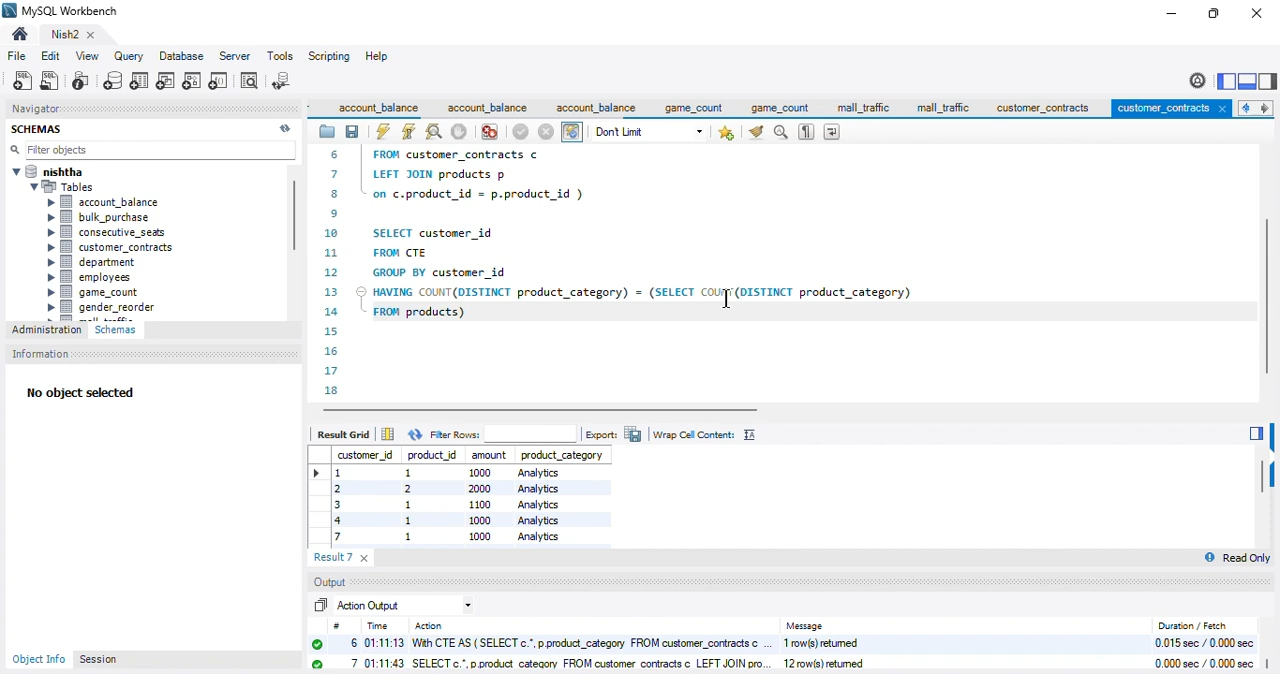 MySQL Workbench
Nish2
File Edit View Query Database Server Tools Scripting Help
Navigator
SCHEMAS
Filter objects
nishtha
Tables
account_balance
bulk_purchase
consecutive_seats
customer_contracts
department
employees
game_count
gender_reorder
Administration Schemas
Information
No object selected
Object Info Session
account_balance account_balance account_balance game_count game_count mall_traffic mall_traffic customer_contracts customer_contracts
Don't Limit
6 FROM customer_contracts c
7 LEFT JOIN products p
8 on c.product_id = p.product_id )
9
10 SELECT customer_id
11 FROM CTE
12 GROUP BY customer_id
13 HAVING COUNT(DISTINCT product_category) = (SELECT COUNT(DISTINCT product_category)
14 FROM products)
15
16
17
18
Result Grid Filter Rows: Export: Wrap Cell Content:
customer_id product_id amount product_category
1 1 1000 Analytics
2 2 2000 Analytics
3 1 1100 Analytics
4 1 1000 Analytics
7 1 1000 Analytics
Result 7 Read Only
Output
Action Output
# Time Action Message Duration / Fetch
6 01:11:13 With CTE AS ( SELECT c.*, p.product_category FROM customer_contracts c ... 1 row(s) returned 0.015 sec / 0.000 sec
7 01:11:43 SELECT c.*, p.product_category FROM customer_contracts c LEFT JOIN pro... 12 row(s) returned 0.000 sec / 0.000 sec